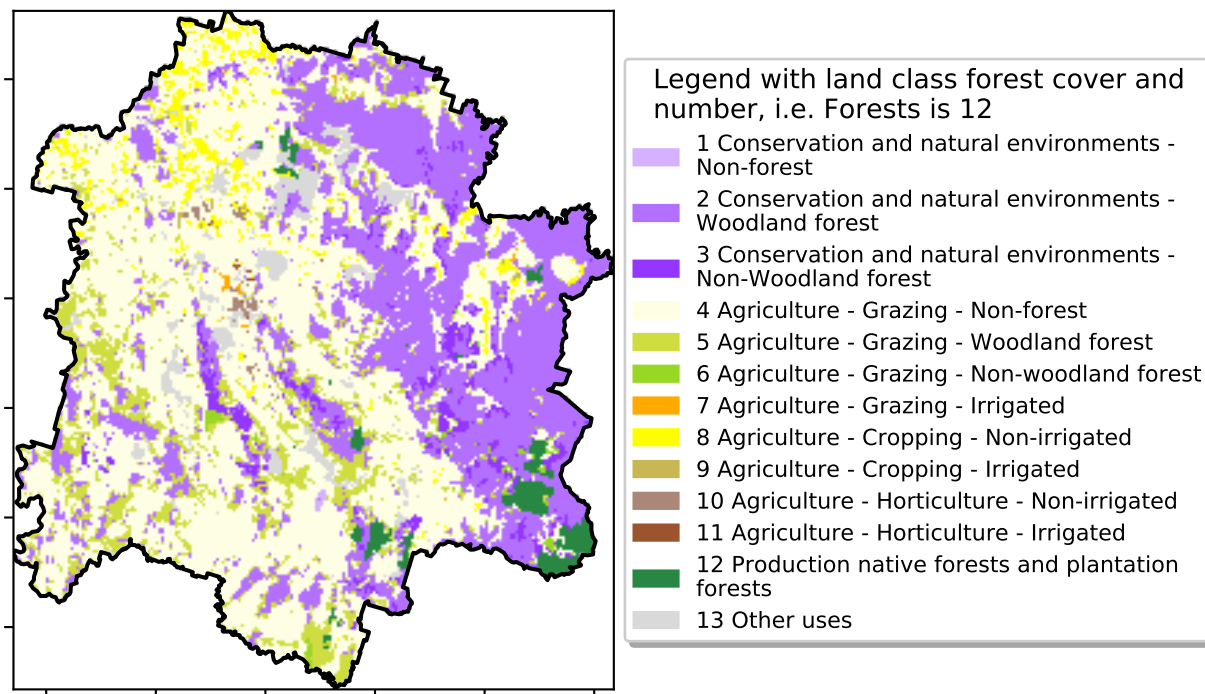 Legend with land class forest cover and
number, i.e. Forests is 12
1 Conservation and natural environments -
Non-forest
2 Conservation and natural environments -
Woodland forest
3 Conservation and natural environments -
Non-Woodland forest
4 Agriculture - Grazing - Non-forest
5 Agriculture - Grazing - Woodland forest
6 Agriculture - Grazing - Non-woodland forest
7 Agriculture - Grazing - Irrigated
8 Agriculture - Cropping - Non-irrigated
9 Agriculture - Cropping - Irrigated
10 Agriculture - Horticulture - Non-irrigated
11 Agriculture - Horticulture - Irrigated
12 Production native forests and plantation
forests
13 Other uses